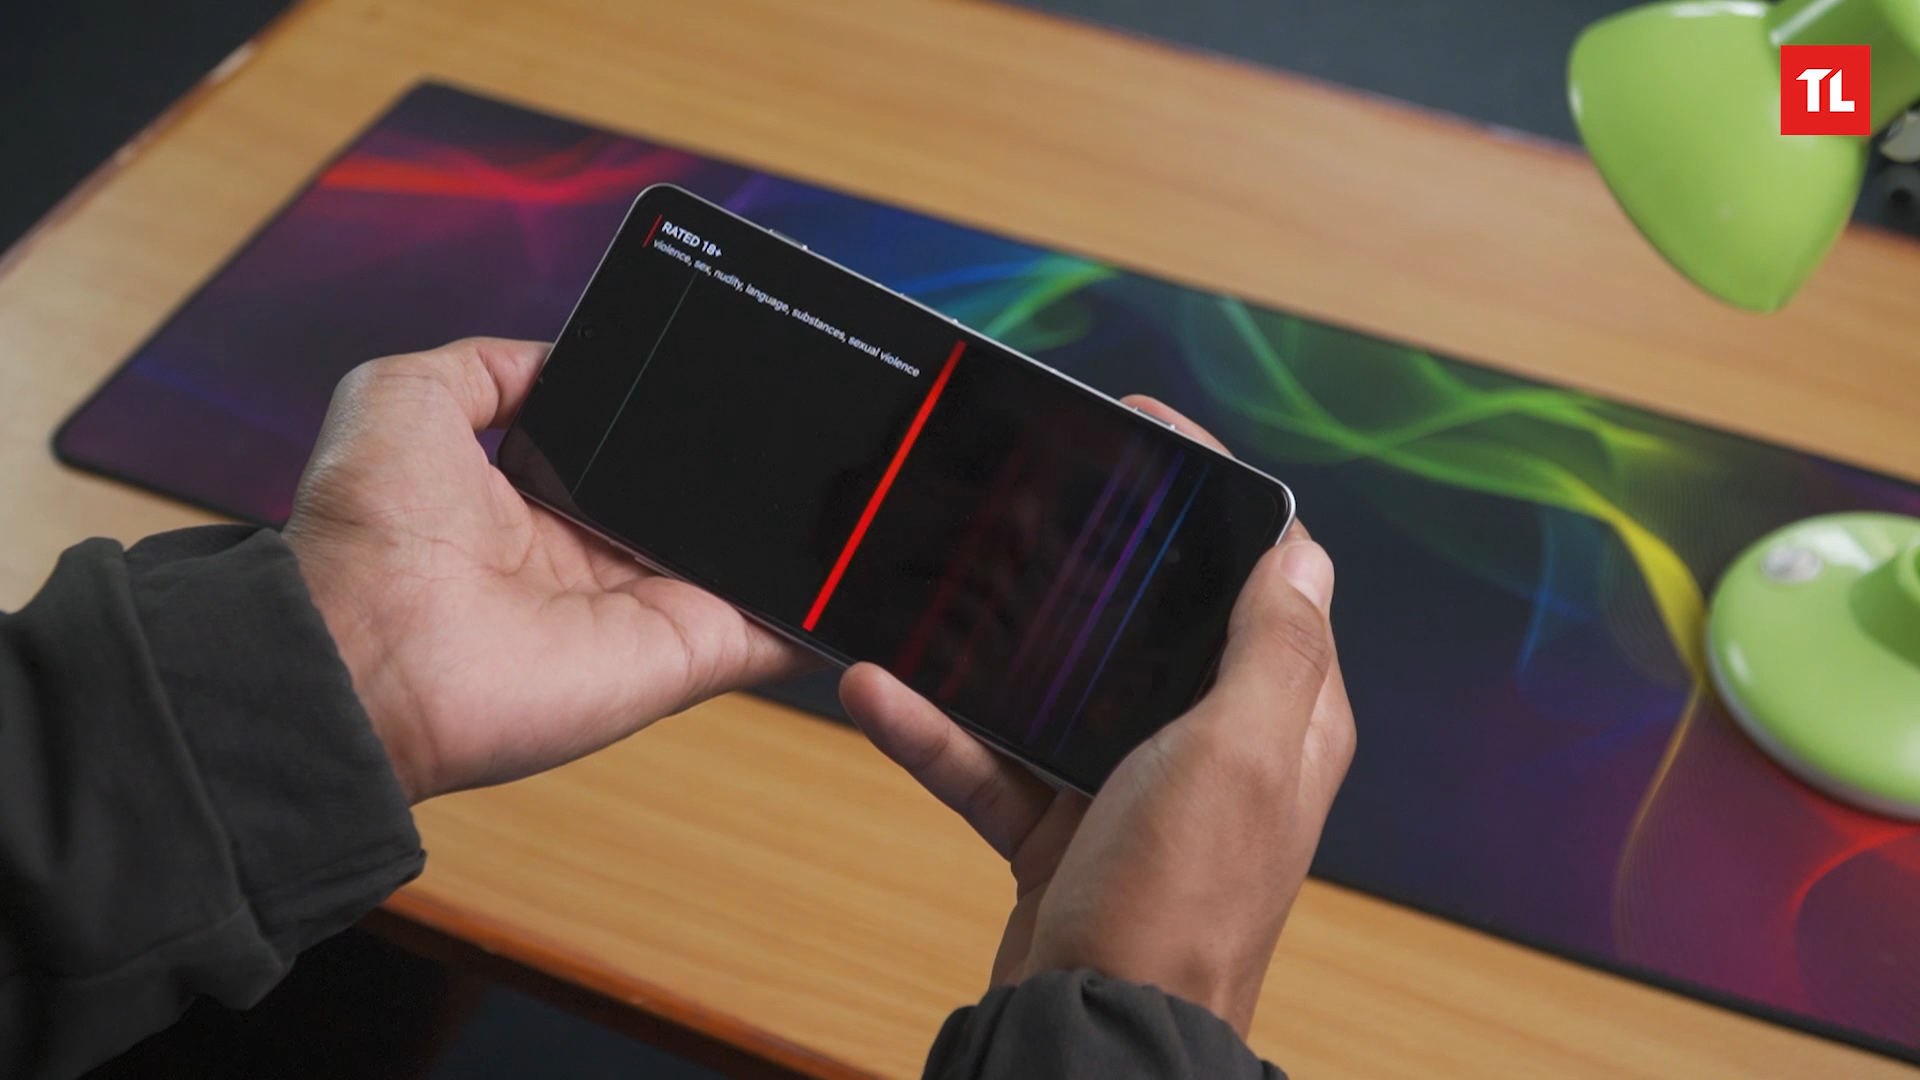 TL
RATED 18+
violence, sex, nudity, language, substances, sexual violence